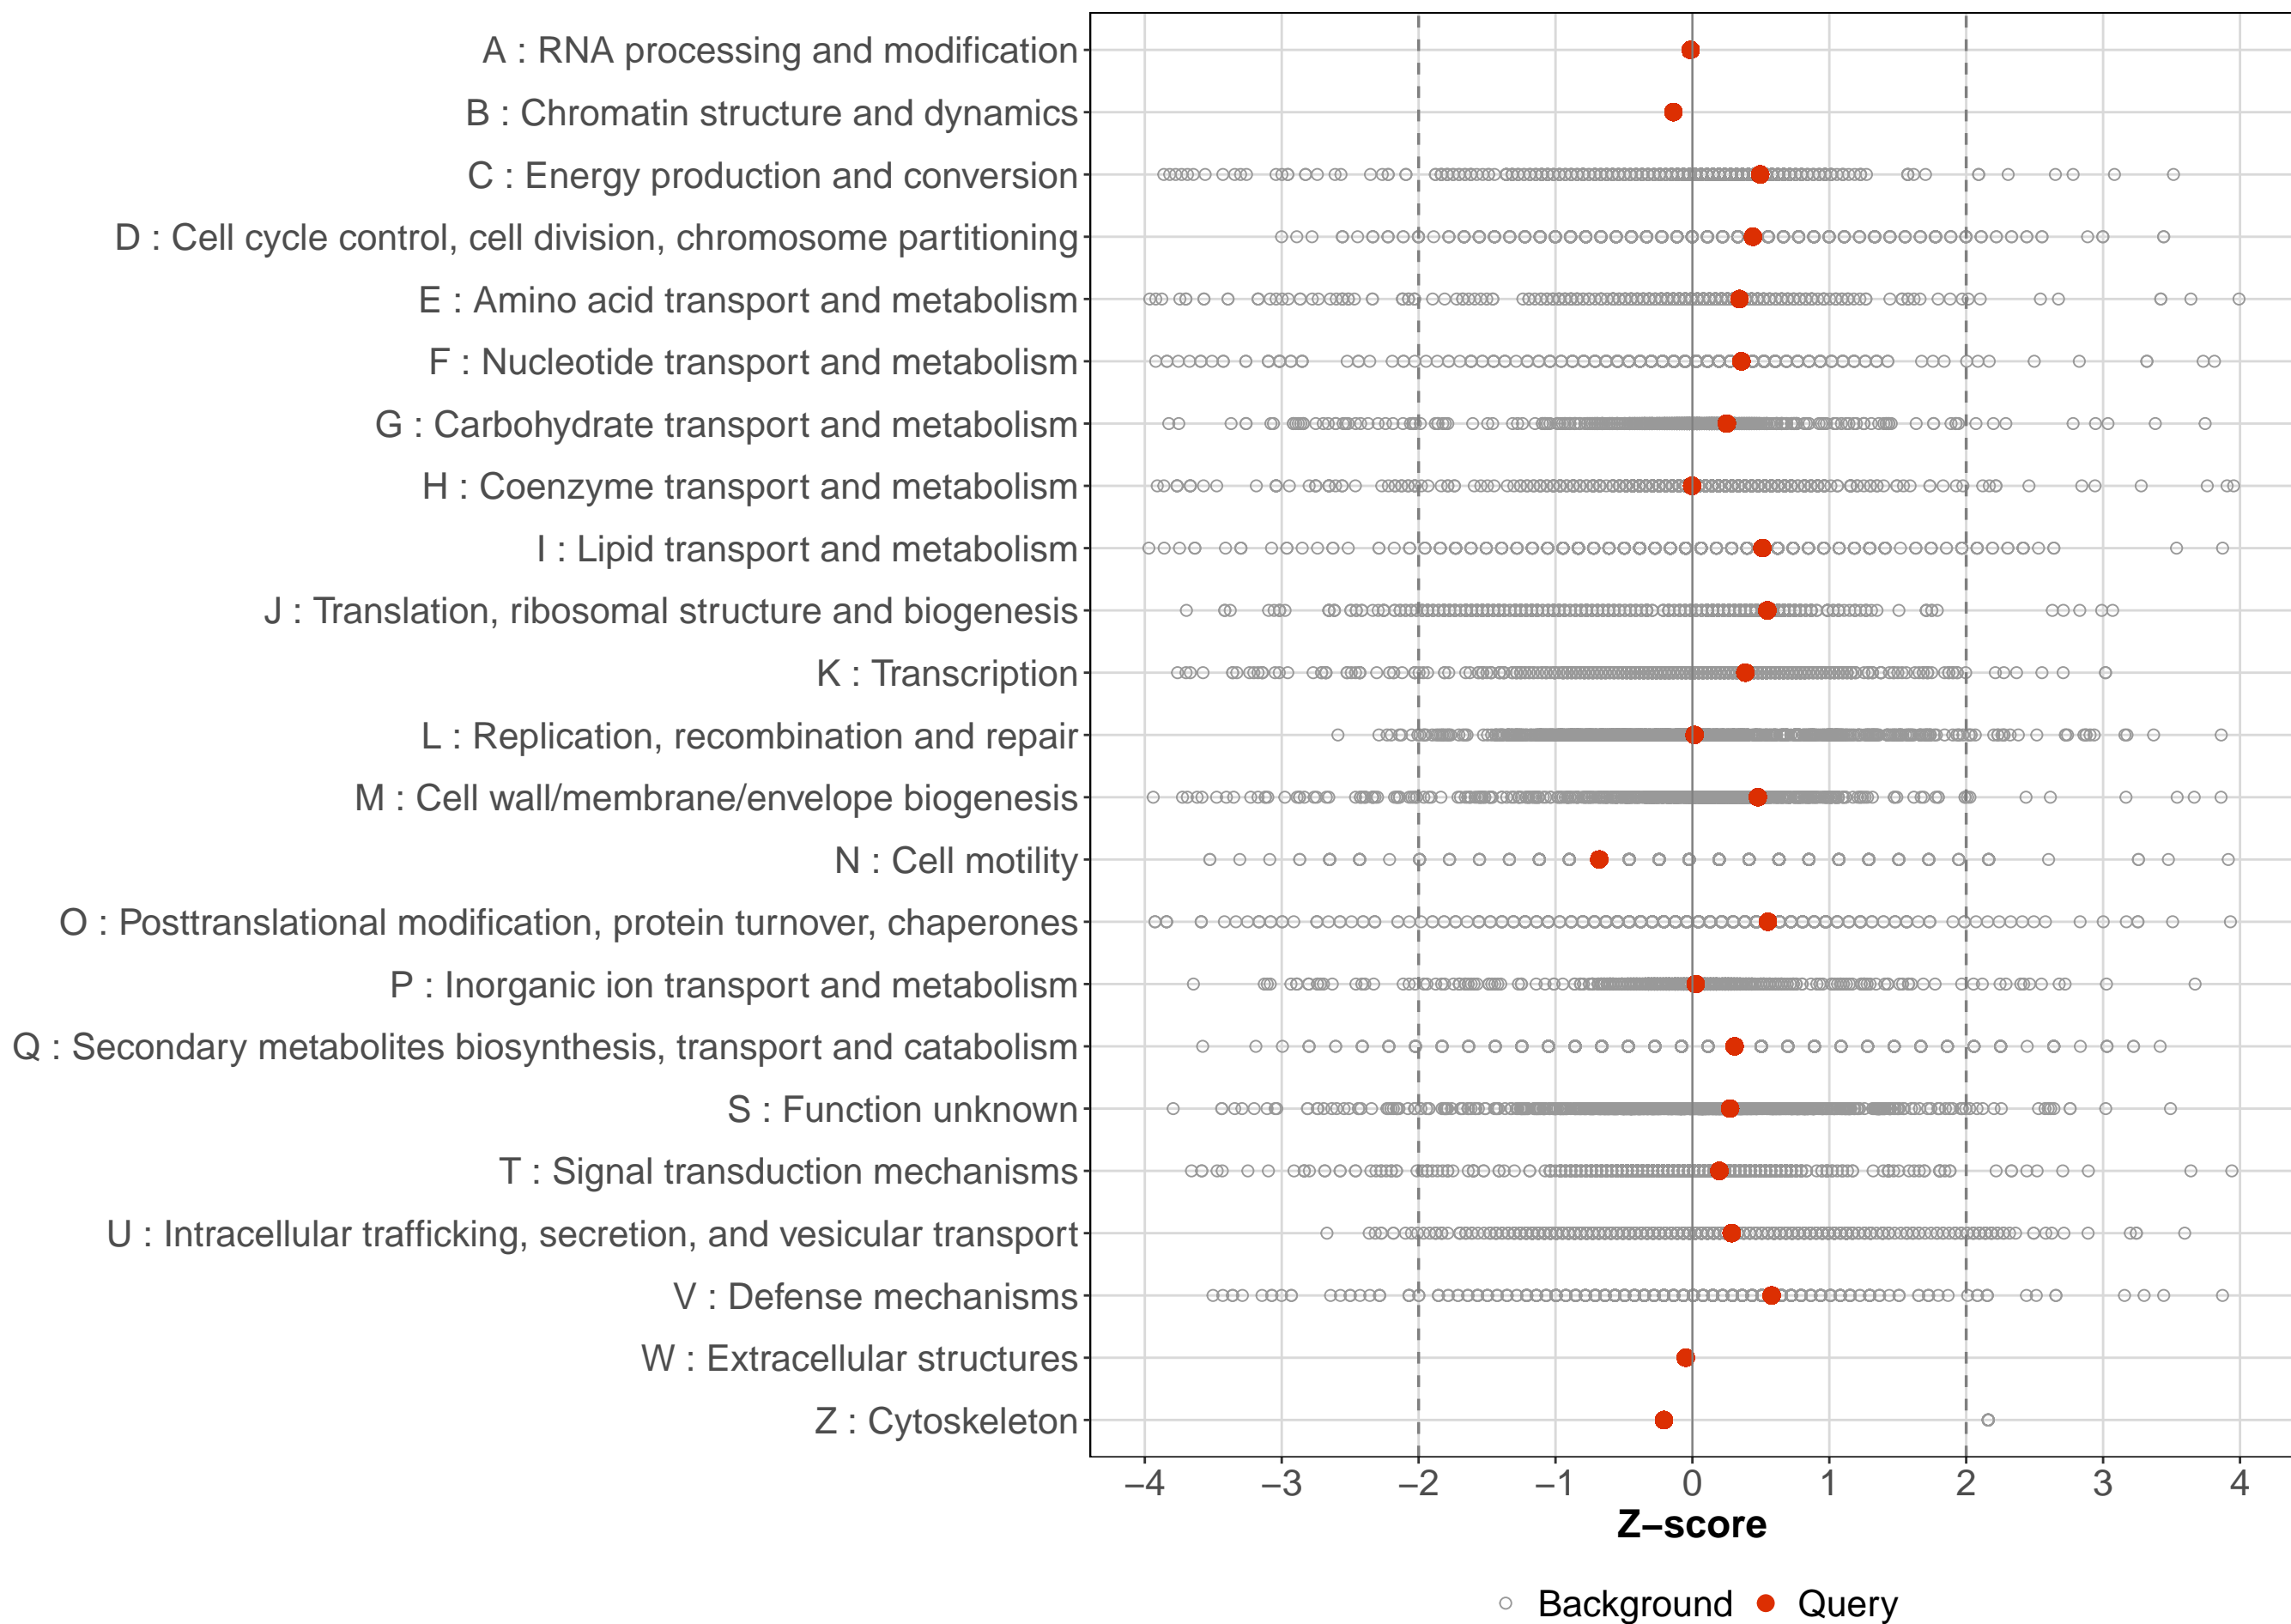 A : RNA processing and modification
B : Chromatin structure and dynamics
C : Energy production and conversion
D : Cell cycle control, cell division, chromosome partitioning
E : Amino acid transport and metabolism
F : Nucleotide transport and metabolism
G : Carbohydrate transport and metabolism
H : Coenzyme transport and metabolism
I : Lipid transport and metabolism
J : Translation, ribosomal structure and biogenesis
K : Transcription
L : Replication, recombination and repair
M : Cell wall/membrane/envelope biogenesis
N : Cell motility
O : Posttranslational modification, protein turnover, chaperones
P : Inorganic ion transport and metabolism
Q : Secondary metabolites biosynthesis, transport and catabolism
S : Function unknown
T : Signal transduction mechanisms
U : Intracellular trafficking, secretion, and vesicular transport
V : Defense mechanisms
W : Extracellular structures
Z : Cytoskeleton
−4 −3 −2 −1 0 1 2 3 4
Z−score
Background Query